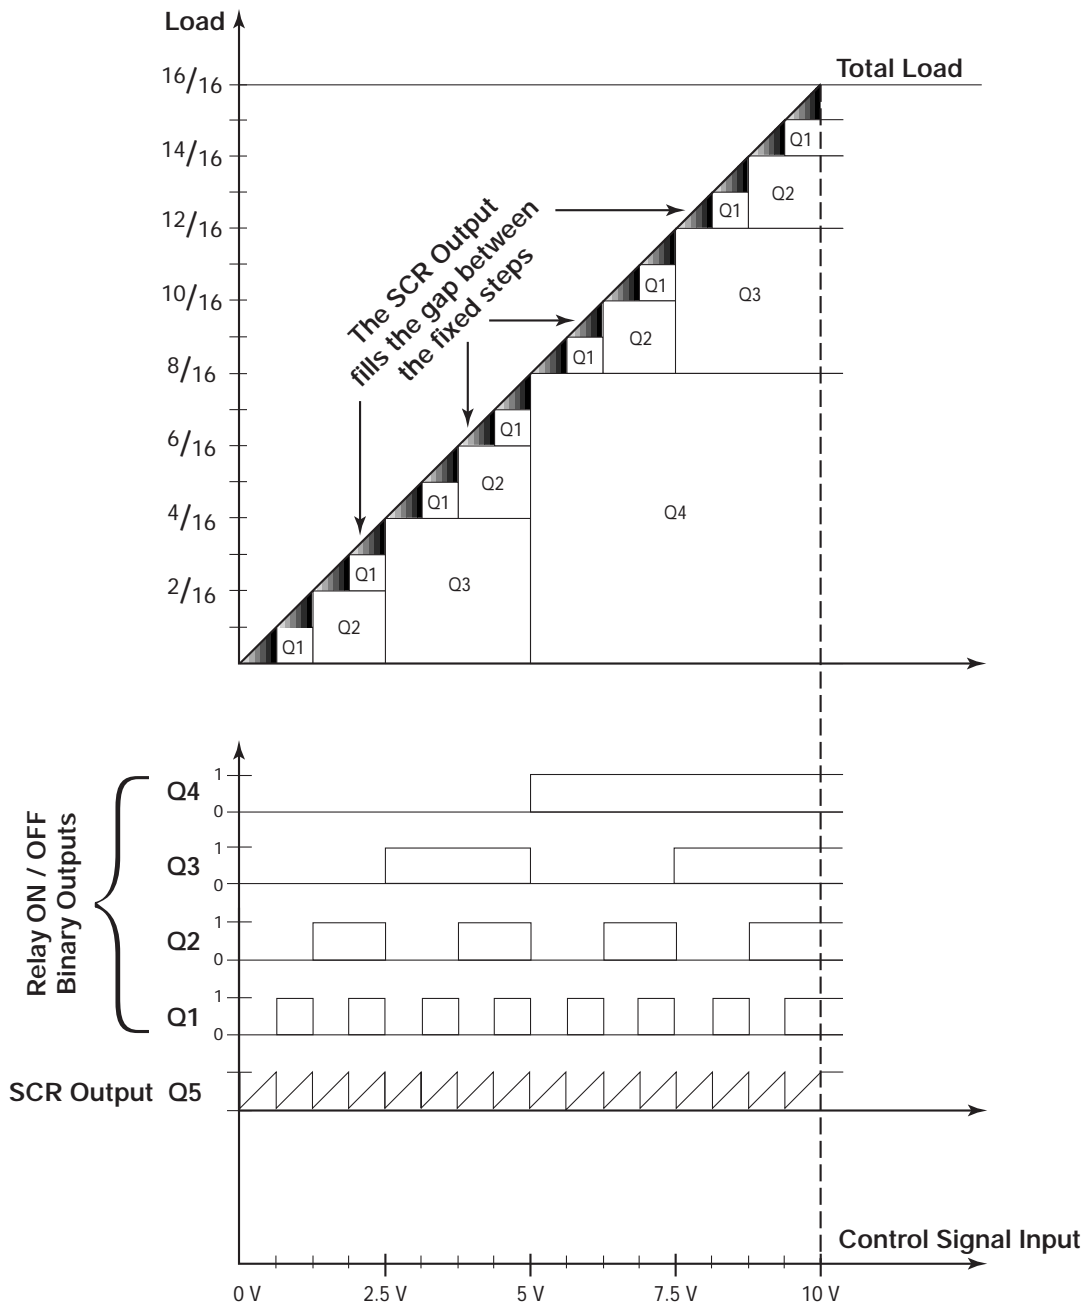 Load
16/16
Total Load
14/16
12/16
10/16
8/16
6/16
4/16
2/16
The SCR Output
fills the gap between
the fixed steps
Q1
Q2
Q1
Q3
Q1
Q2
Q1
Q4
Q1
Q2
Q1
Q3
Q1
Q2
Q1
Relay ON / OFF
Binary Outputs
Q4
1
0
Q3
1
0
Q2
1
0
Q1
1
0
SCR Output Q5
Control Signal Input
0 V
2.5 V
5 V
7.5 V
10 V